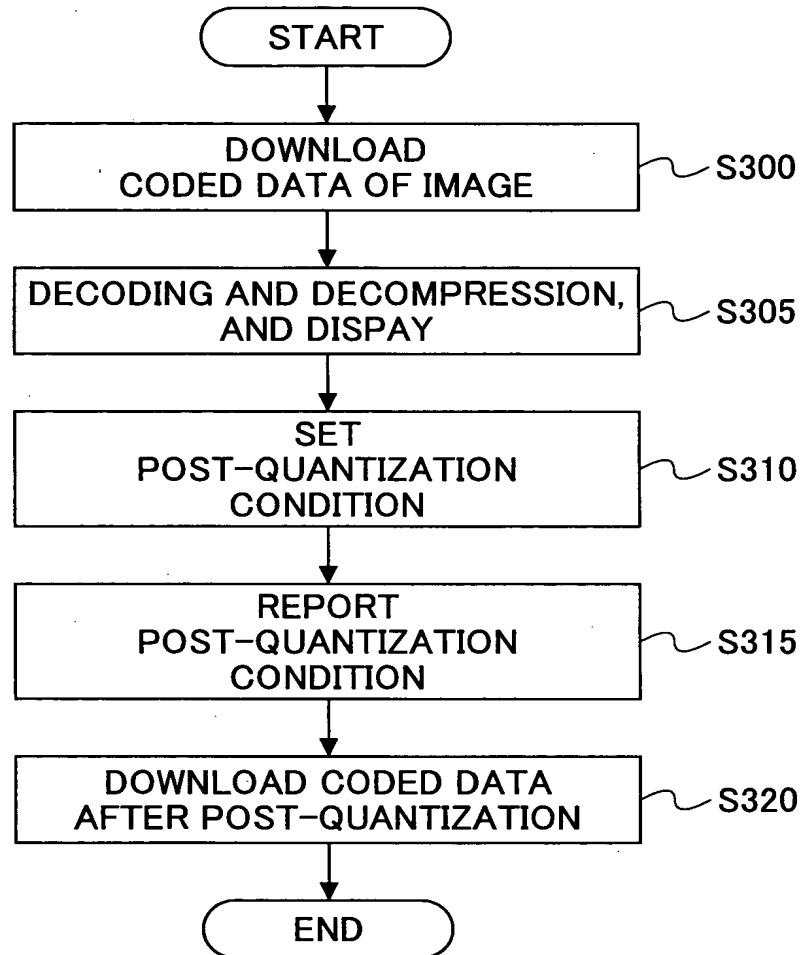 START
DOWNLOAD
CODED DATA OF IMAGE
S300
DECODING AND DECOMPRESSION,
AND DISPAY
S305
SET
POST-QUANTIZATION
CONDITION
S310
REPORT
POST-QUANTIZATION
CONDITION
S315
DOWNLOAD CODED DATA
AFTER POST-QUANTIZATION
S320
END